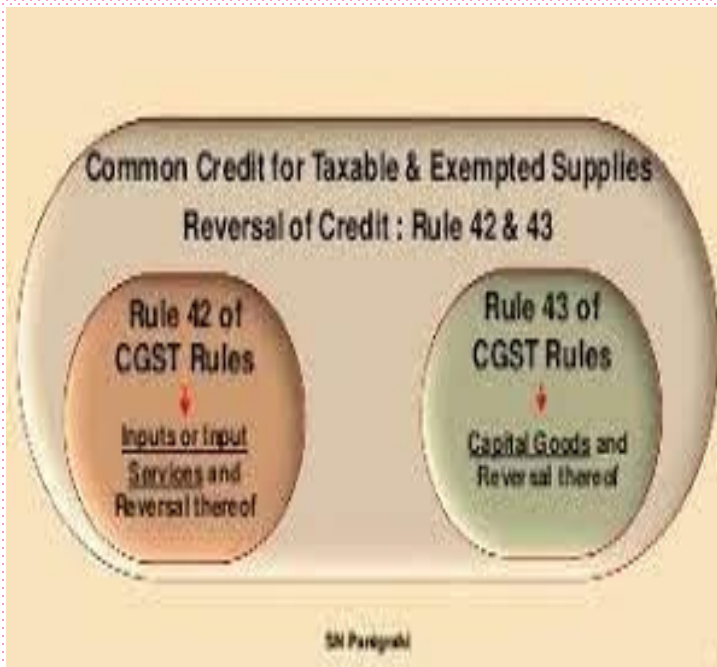 Common Credit for Taxable & Exempted Supplies
Reversal of Credit : Rule 42 & 43
Rule 42 of
CGST Rules
Inputs or Input
Services and
Reversal thereof
Rule 43 of
CGST Rules
Capital Goods and
Reversal thereof
SN Panigrahi